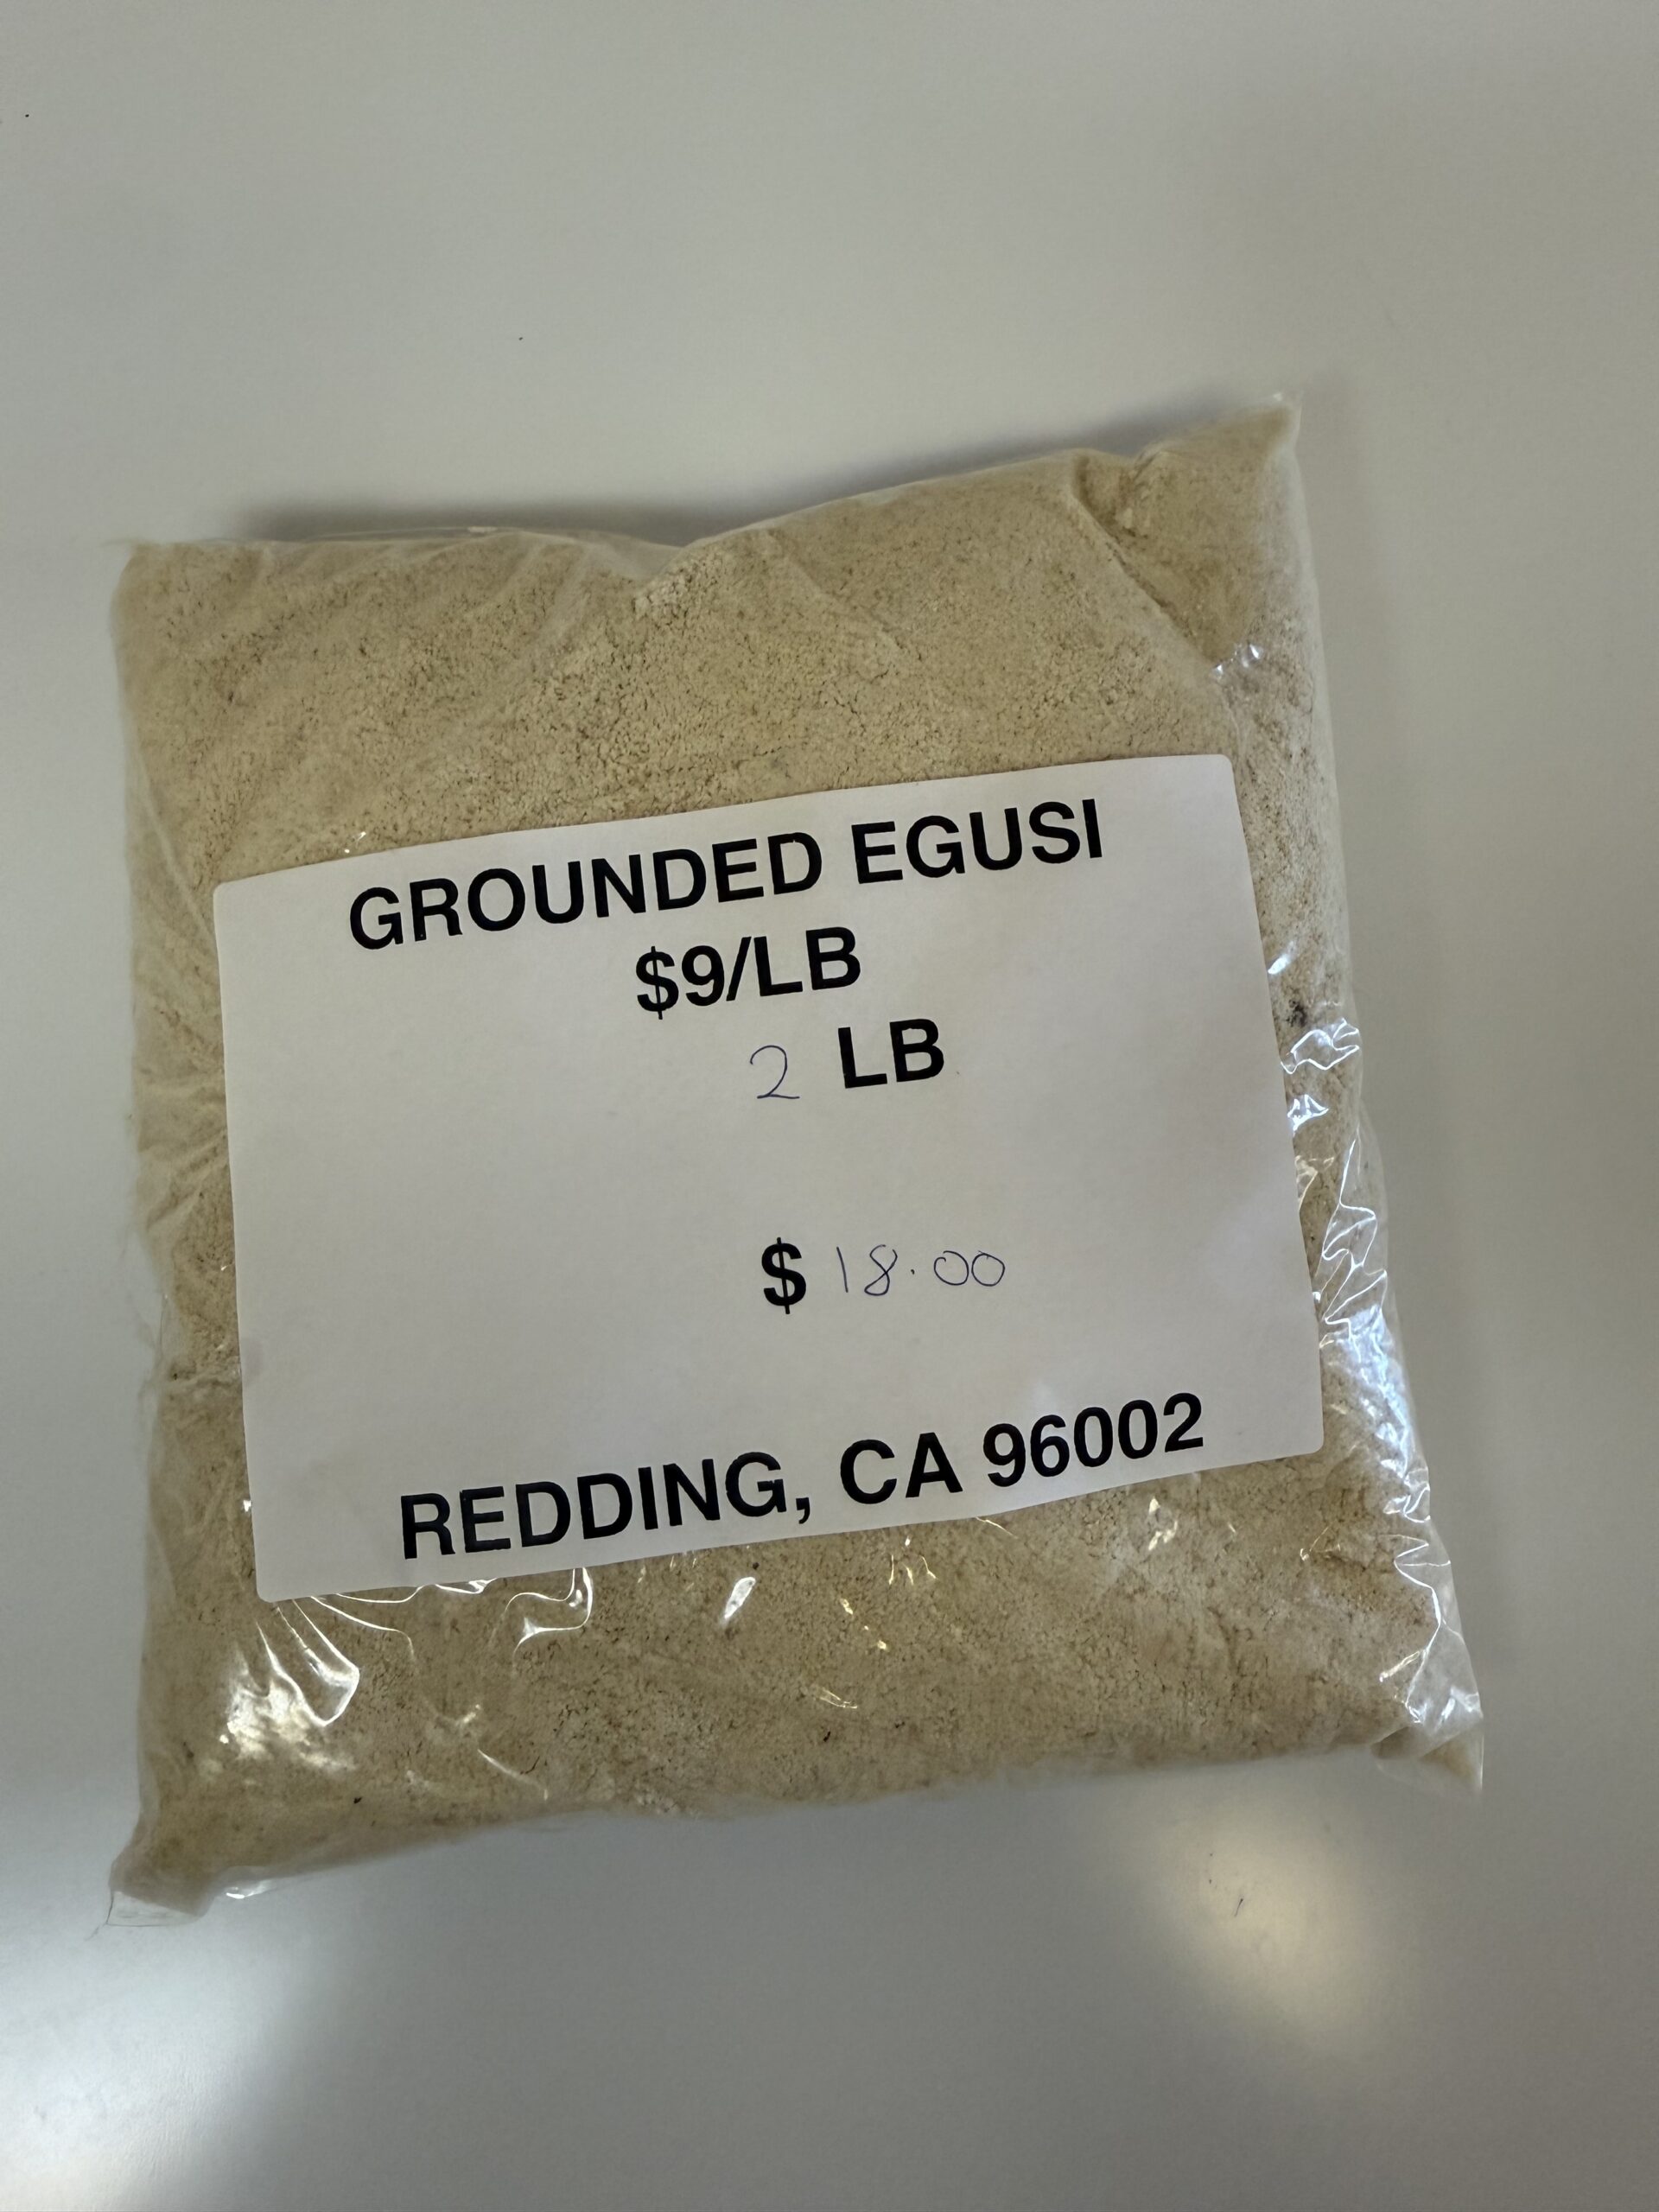 GROUNDED EGUSI
$9/LB
2 LB
$ 18.00
REDDING, CA 96002